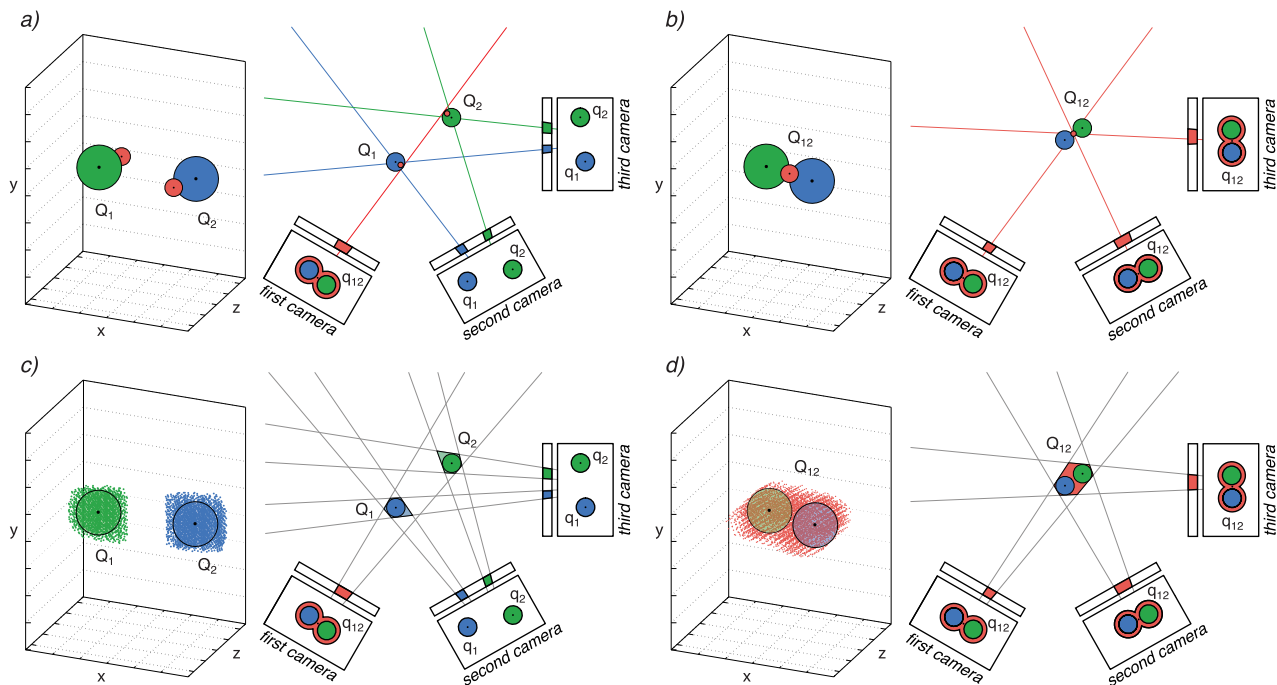 a)
y
x
z
Q1
Q2
Q1
Q2
q12
first camera
q1
q2
second camera
q2
q1
third camera
b)
y
x
z
Q12
Q12
q12
first camera
q12
second camera
q12
third camera
c)
y
x
z
Q1
Q2
Q1
Q2
q12
first camera
q1
q2
second camera
q2
q1
third camera
d)
y
x
z
Q12
Q12
q12
first camera
q12
second camera
q12
third camera